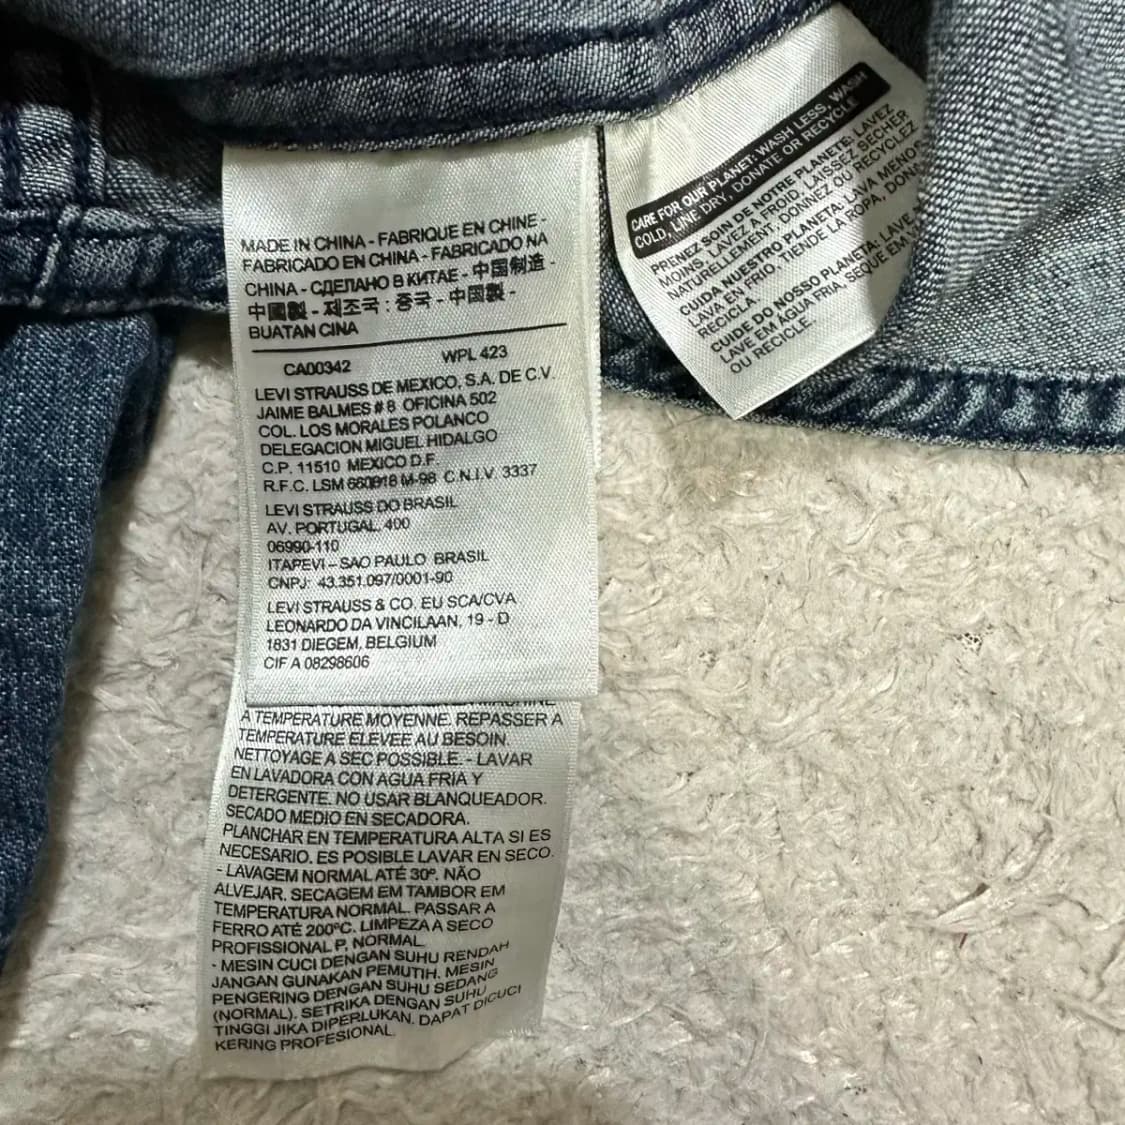 MADE IN CHINA - FABRIQUE EN CHINE -
FABRICADO EN CHINA - FABRICADO NA
CHINA - СДЕЛАНО В КИТАЕ - 中国制造 -
中國製 - 제조국 : 중국 - 中国製 -
BUATAN CINA
CA00342 WPL 423
LEVI STRAUSS DE MEXICO, S.A. DE C.V.
JAIME BALMES # 8 OFICINA 502
COL. LOS MORALES POLANCO
DELEGACION MIGUEL HIDALGO
C.P. 11510 MEXICO D.F.
R.F.C. LSM 660918 M-98 C.N.I.V. 3337
LEVI STRAUSS DO BRASIL
AV. PORTUGAL, 400
06990-110
ITAPEVI – SAO PAULO BRASIL
CNPJ: 43.351.097/0001-90
LEVI STRAUSS & CO. EU SCA/CVA
LEONARDO DA VINCILAAN, 19 - D
1831 DIEGEM, BELGIUM
CIF A 08298606
MACHINE
A TEMPERATURE MOYENNE. REPASSER A
TEMPERATURE ELEVEE AU BESOIN.
NETTOYAGE A SEC POSSIBLE. - LAVAR
EN LAVADORA CON AGUA FRIA Y
DETERGENTE. NO USAR BLANQUEADOR.
SECADO MEDIO EN SECADORA.
PLANCHAR EN TEMPERATURA ALTA SI ES
NECESARIO. ES POSIBLE LAVAR EN SECO.
- LAVAGEM NORMAL ATÉ 30º. NÃO
ALVEJAR. SECAGEM EM TAMBOR EM
TEMPERATURA NORMAL. PASSAR A
FERRO ATÉ 200ºC. LIMPEZA A SECO
PROFISSIONAL P, NORMAL.
- MESIN CUCI DENGAN SUHU RENDAH
JANGAN GUNAKAN PEMUTIH. MESIN
PENGERING DENGAN SUHU SEDANG
(NORMAL). SETRIKA DENGAN SUHU
TINGGI JIKA DIPERLUKAN. DAPAT DICUCI
KERING PROFESIONAL.
CARE FOR OUR PLANET: WASH LESS, WASH
COLD, LINE DRY, DONATE OR RECYCLE
PRENEZ SOIN DE NOTRE PLANETE: LAVEZ
MOINS, LAVEZ A FROID, LAISSEZ SECHER
NATURELLEMENT, DONNEZ OU RECYCLEZ
CUIDA NUESTRO PLANETA: LAVA MENOS,
LAVA EN FRIO, TIENDE LA ROPA,
RECICLA.
CUIDE DO NOSSO PLANETA: LAVE
LAVE EM ÁGUA FRIA, SEQUE EM
OU RECICLE.